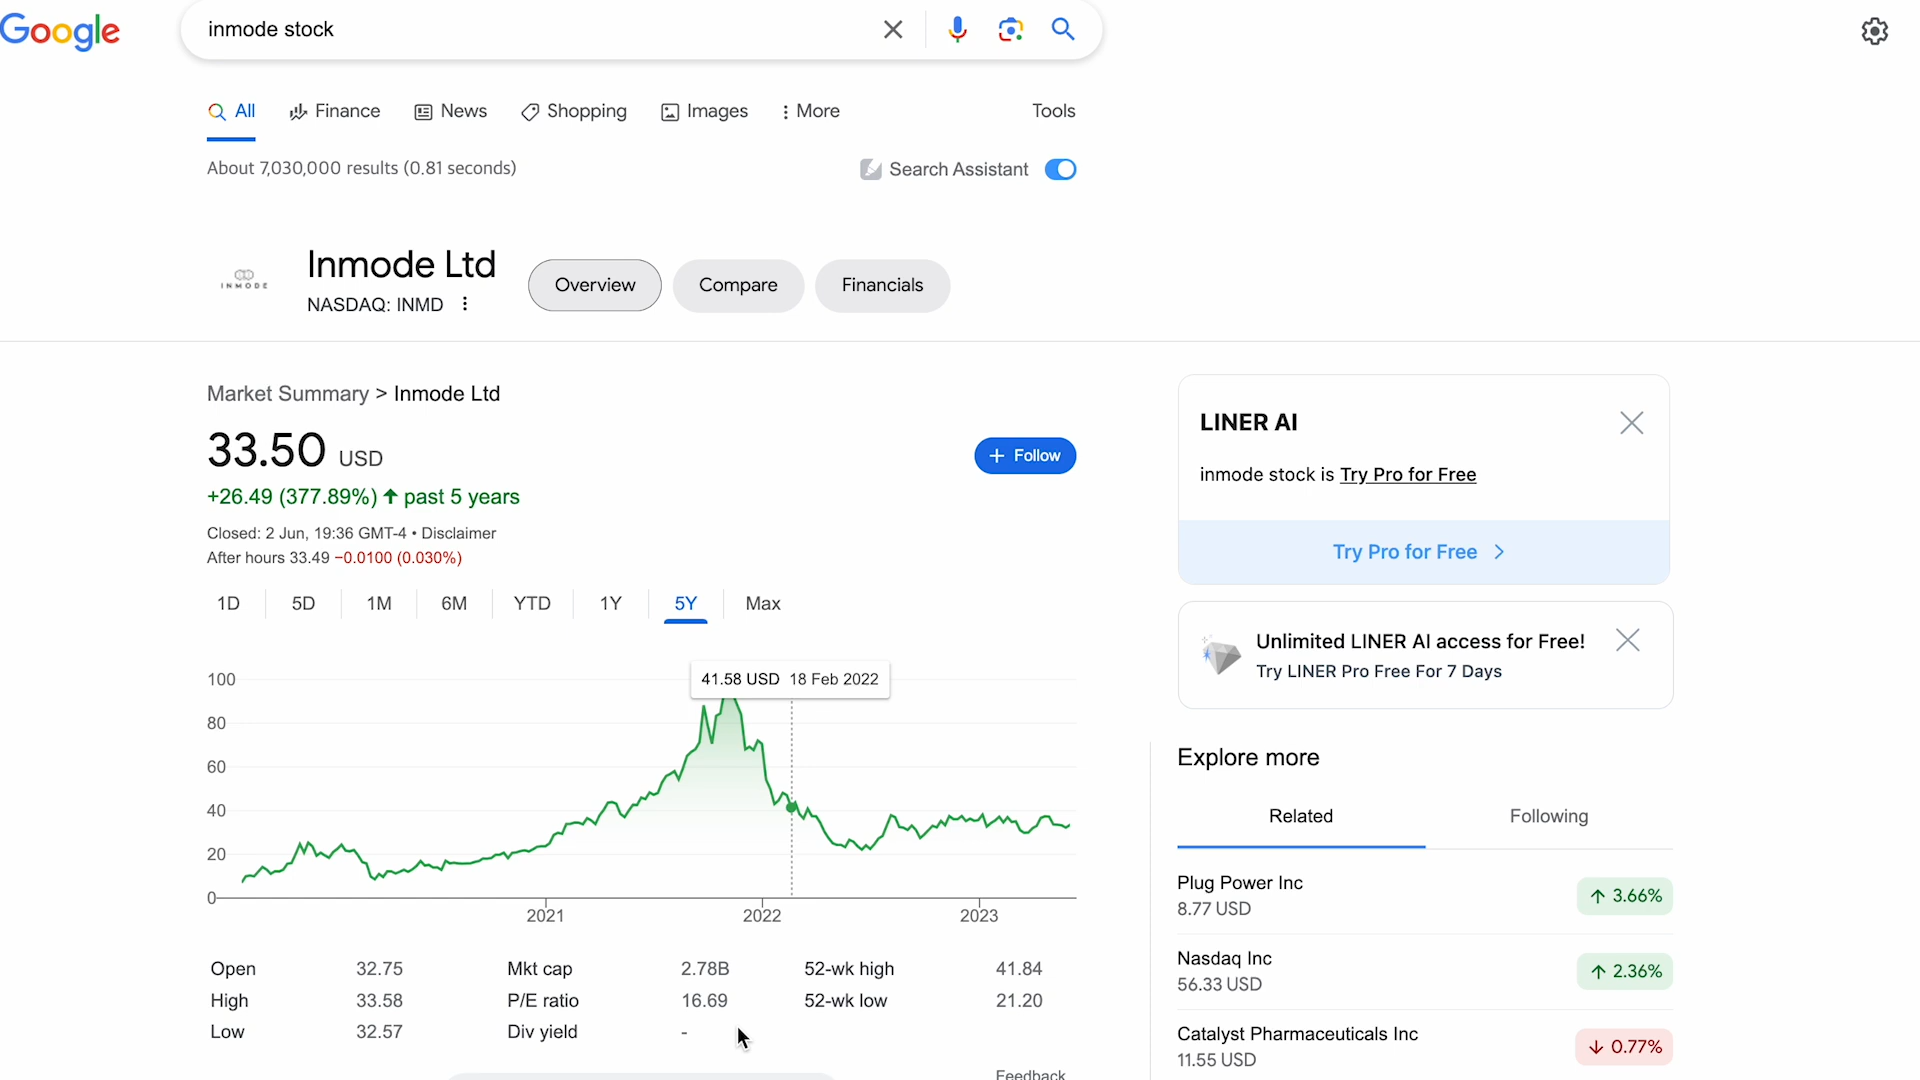 Google
inmode stock
All
Finance
News
Shopping
Images
More
Tools
About 7,030,000 results (0.81 seconds)
Search Assistant
INMODE
Inmode Ltd
NASDAQ: INMD
Overview
Compare
Financials
Market Summary > Inmode Ltd
33.50 USD
+ Follow
+26.49 (377.89%) ↑ past 5 years
Closed: 2 Jun, 19:36 GMT-4 • Disclaimer
After hours 33.49 −0.0100 (0.030%)
1D
5D
1M
6M
YTD
1Y
5Y
Max
41.58 USD 18 Feb 2022
100
80
60
40
20
0
2021
2022
2023
Open 32.75
High 33.58
Low 32.57
Mkt cap 2.78B
P/E ratio 16.69
Div yield -
52-wk high 41.84
52-wk low 21.20
Feedback
LINER AI
inmode stock is Try Pro for Free
Try Pro for Free
Unlimited LINER AI access for Free!
Try LINER Pro Free For 7 Days
Explore more
Related
Following
Plug Power Inc
8.77 USD
↑ 3.66%
Nasdaq Inc
56.33 USD
↑ 2.36%
Catalyst Pharmaceuticals Inc
11.55 USD
↓ 0.77%